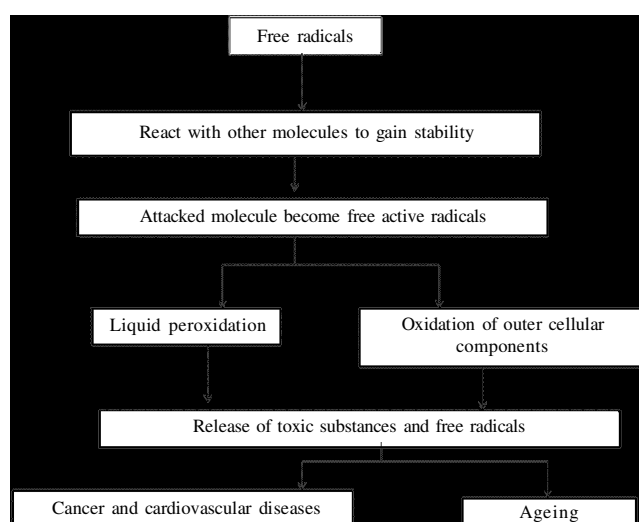 Free radicals
React with other molecules to gain stability
Attacked molecule become free active radicals
Liquid peroxidation
Oxidation of outer cellular
components
Release of toxic substances and free radicals
Cancer and cardiovascular diseases
Ageing